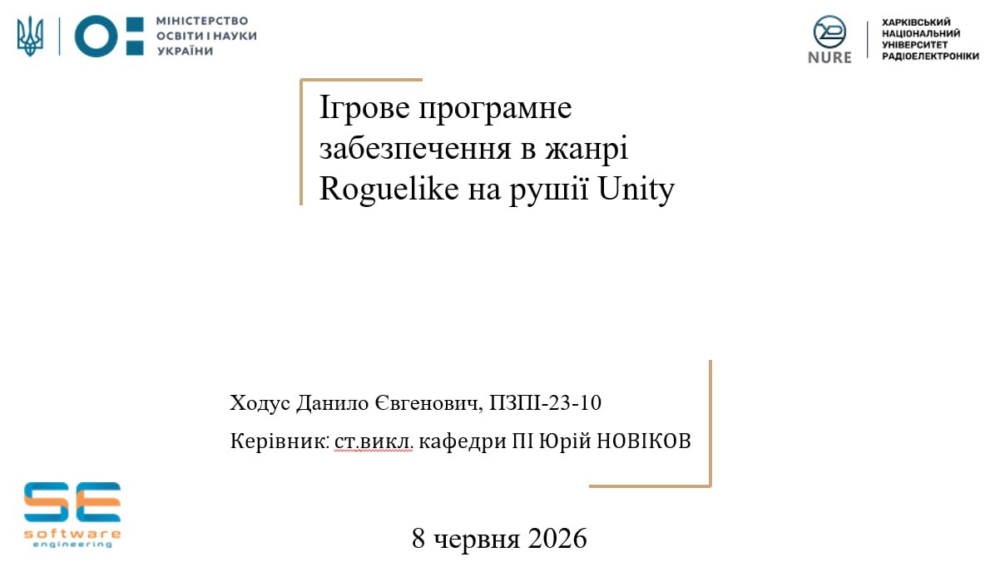 МІНІСТЕРСТВО
ОСВІТИ І НАУКИ
УКРАЇНИ
NURE
ХАРКІВСЬКИЙ
НАЦІОНАЛЬНИЙ
УНІВЕРСИТЕТ
РАДІОЕЛЕКТРОНІКИ
Ігрове програмне
забезпечення в жанрі
Roguelike на рушії Unity
Ходус Данило Євгенович, ПЗПІ-23-10
Керівник: ст.викл. кафедри ПІ Юрій НОВІКОВ
SE
software
engineering
8 червня 2026